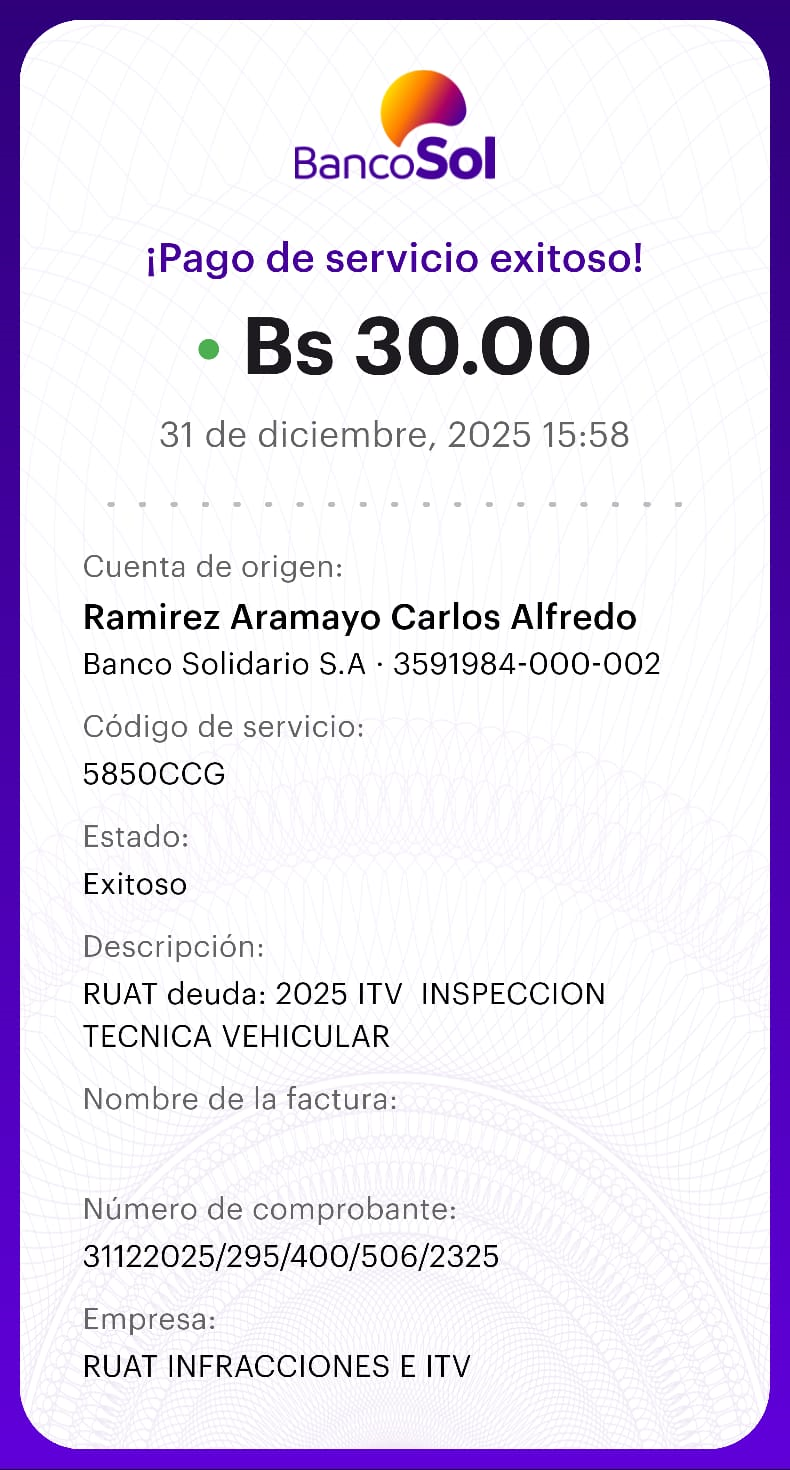 BancoSol
¡Pago de servicio exitoso!
Bs 30.00
31 de diciembre, 2025 15:58
Cuenta de origen:
Ramirez Aramayo Carlos Alfredo
Banco Solidario S.A · 3591984-000-002
Código de servicio:
5850CCG
Estado:
Exitoso
Descripción:
RUAT deuda: 2025 ITV  INSPECCION
TECNICA VEHICULAR
Nombre de la factura:
Número de comprobante:
31122025/295/400/506/2325
Empresa:
RUAT INFRACCIONES E ITV